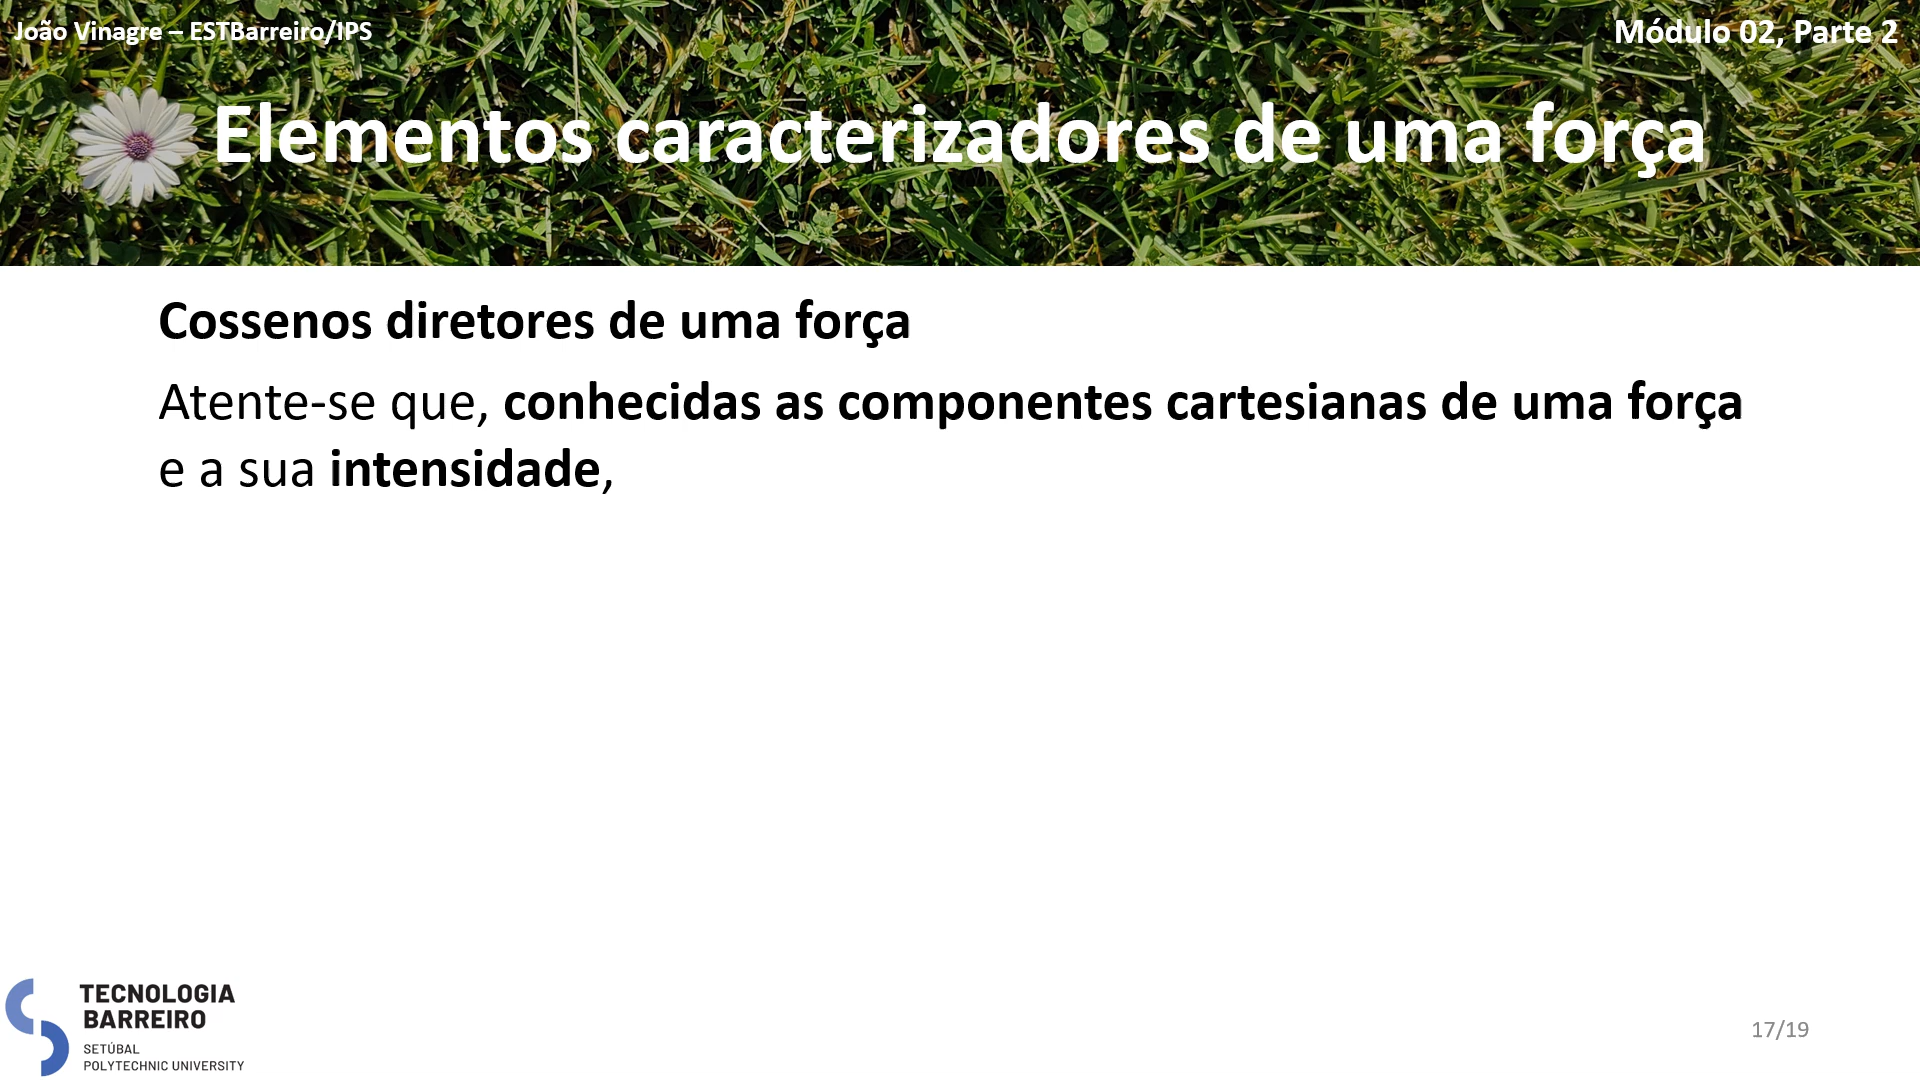 João Vinagre – ESTBarreiro/IPS
Módulo 02, Parte 2
Elementos caracterizadores de uma força
Cossenos diretores de uma força
Atente-se que, conhecidas as componentes cartesianas de uma força
e a sua intensidade,
TECNOLOGIA
BARREIRO
SETÚBAL
POLYTECHNIC UNIVERSITY
17/19